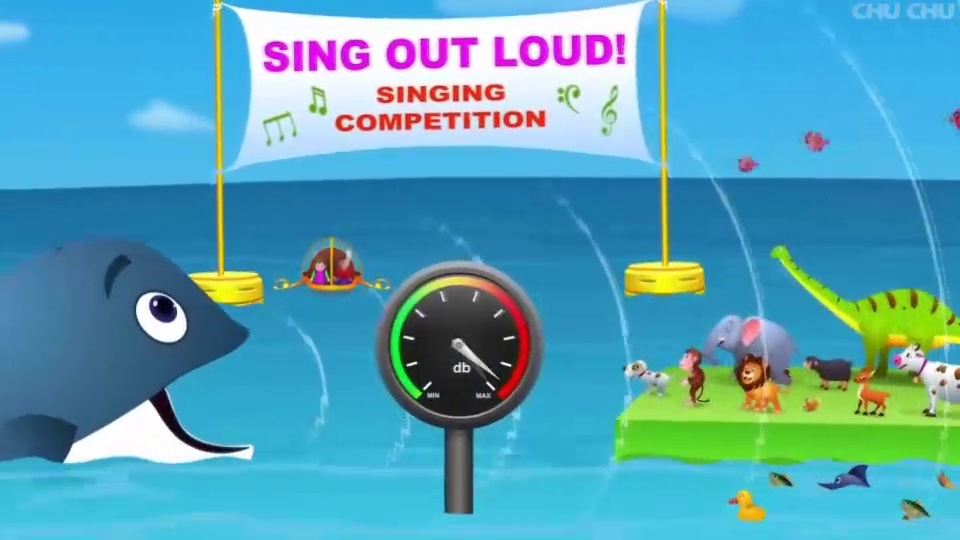 CHU CHU
SING OUT LOUD!
SINGING
COMPETITION
db
MIN MAX